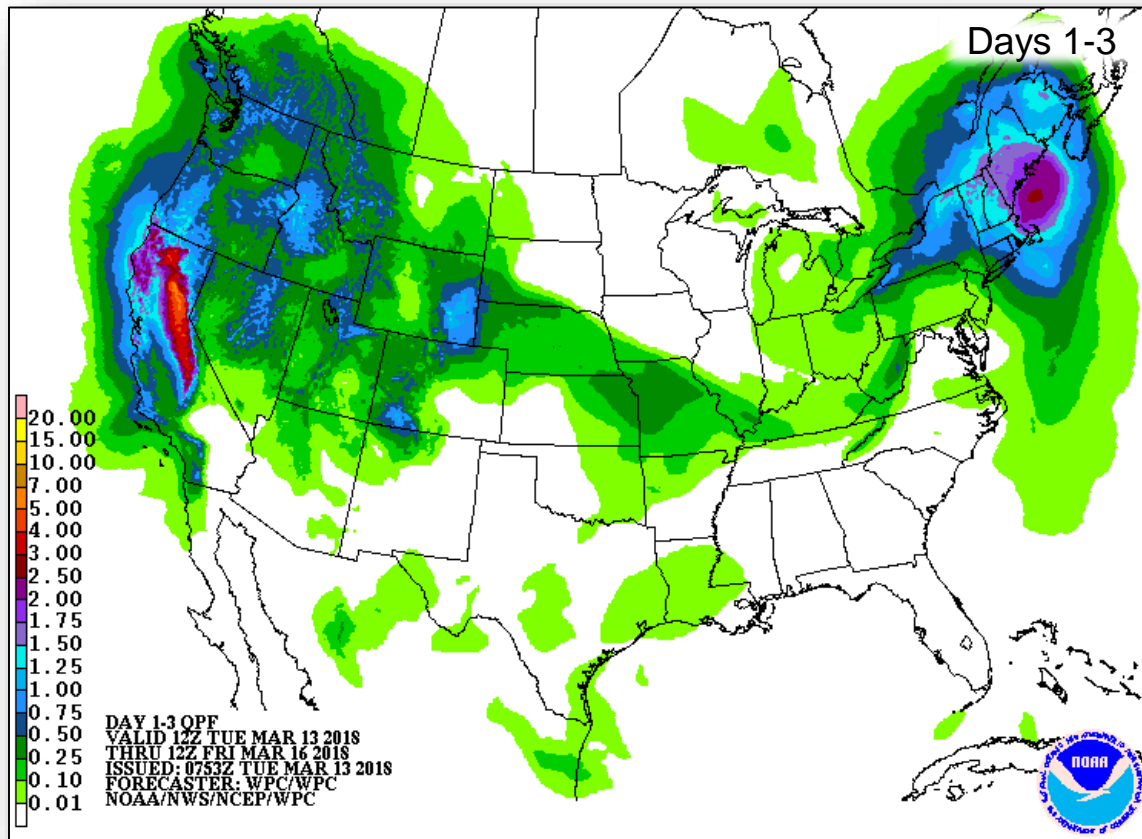 Days 1-3
20.00
15.00
10.00
7.00
5.00
4.00
3.00
2.50
2.00
1.75
1.50
1.25
1.00
0.75
0.50
0.25
0.10
0.01
DAY 1-3 QPF
VALID 12Z TUE MAR 13 2018
THRU 12Z FRI MAR 16 2018
ISSUED: 0753Z TUE MAR 13 2018
FORECASTER: WPC/WPC
NOAA/NWS/NCEP/WPC
NOAA